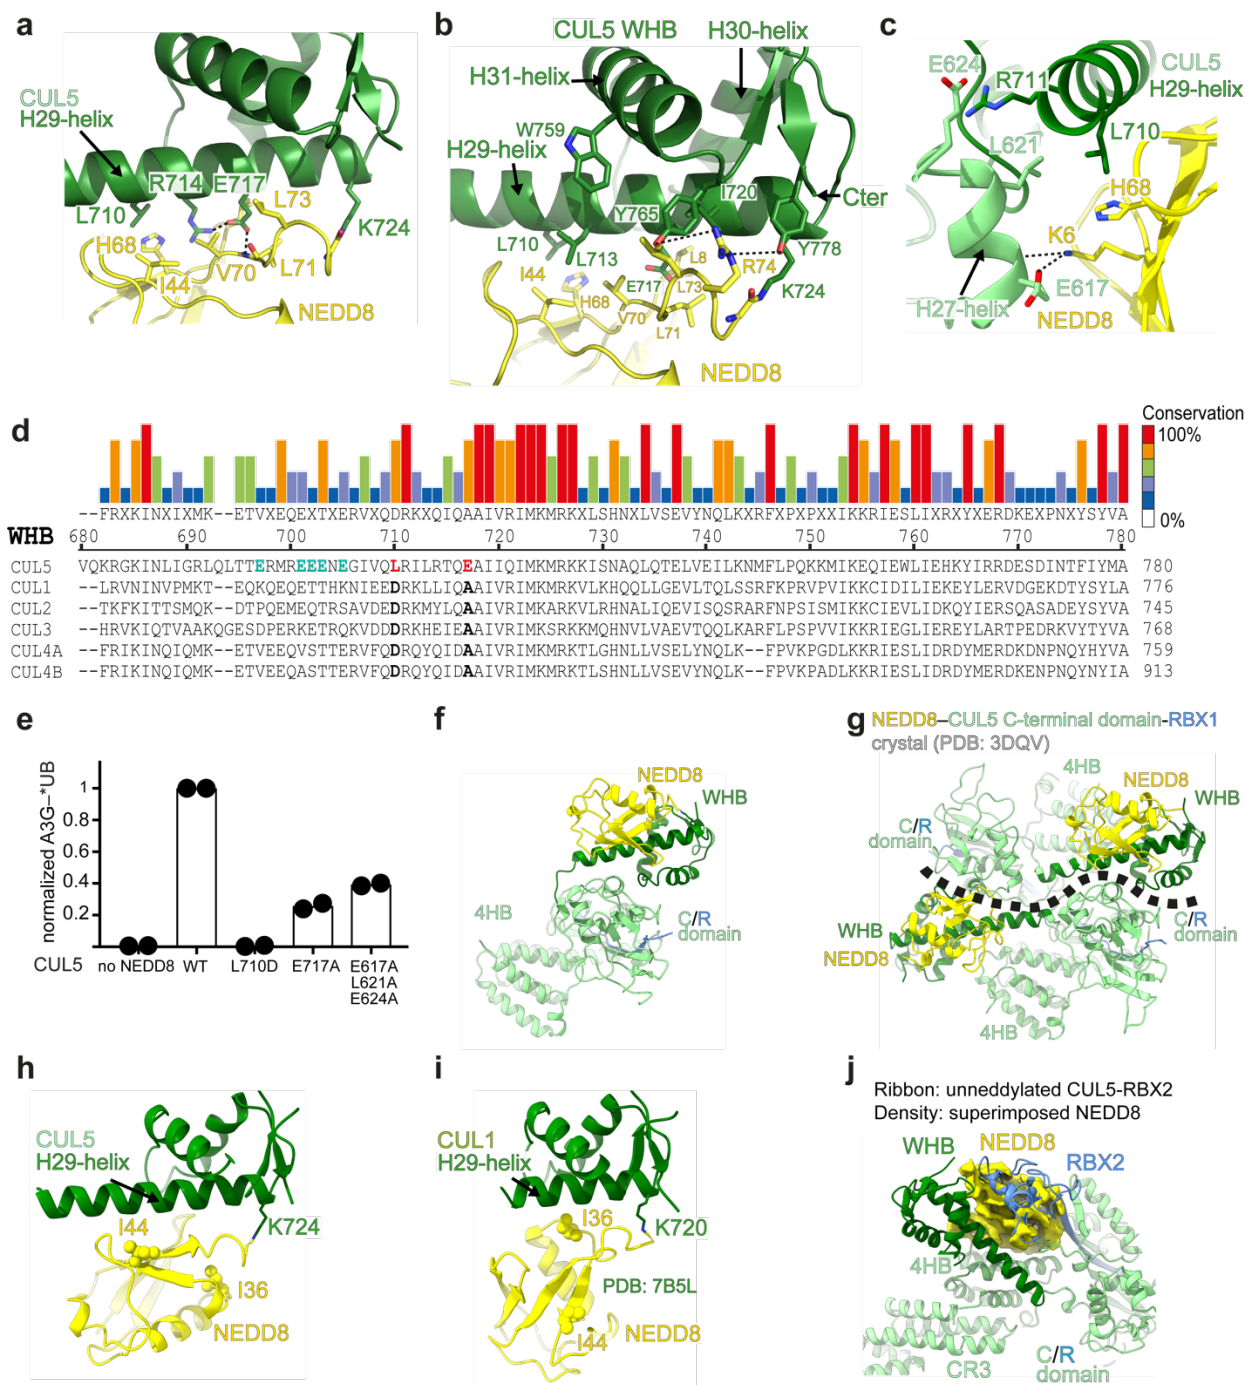 a
CUL5
H29-helix
R714
E717
L73
L710
K724
H68
V70
L71
I44
NEDD8
b
CUL5 WHB
H30-helix
H31-helix
W759
H29-helix
I720
Cter
Y765
L710
L713
Y778
I44
L8
R74
E717
L73
K724
H68
V70
L71
NEDD8
c
E624
R711
CUL5
H29-helix
L710
L621
H68
K6
E617
H27-helix
NEDD8
d
Conservation
100%
0%
--FRXKINXIXMK--ETVXEQEXTXERVXQDRKXQIQAAIVRIMKMRKXLSHNXLVSEVYNQLKXRFXPXPXXIKKRIESLIXRXYXERDKEXPNXYSYVA
WHB
680 690 700 710 720 730 740 750 760 770 780
CUL5 VQKRGKINLIGRLQLTTERMREEENEGIVQLRILRTQEAIIQIMKMRKKISNAQLQTELVEILKNMFLPQKKMIKEQIEWLIEHKYIRRDESDINTFIYMA 780
CUL1 --LRVNINVPMKT--EQKQEQETTHKNIEEDRKLLIQAAIVRIMKMRKVLKHQQLLGEVLTQLSSRFKPRVPVIKKCIDILIEKEYLERVDGEKDTYSYLA 776
CUL2 --TKFKITTSMQK--DTPQEMEQTRSAVDEDRKMYLQAAIVRIMKARKVLRHNALIQEVISQSRARFNPSISMIKKCIEVLIDKQYIERSQASADEYSYVA 745
CUL3 --HRVKIQTVAAKQGESDPERKETRQKVDDDRKHEIEAAIVRIMKSRKKMQHNVLVAEVTQQLKARFLPSPVVIKKRIEGLIEREYLARTPEDRKVYTYVA 768
CUL4A --FRIKINQIQMK--ETVEEQVSTTERVFQDRQYQIDAAIVRIMKMRKTLGHNLLVSELYNQLK--FPVKPGDLKKRIESLIDRDYMERDKDNPNQYHYVA 759
CUL4B --FRIKINQIQMK--ETVEEQASTTERVFQDRQYQIDAAIVRIMKMRKTLSHNLLVSEVYNQLK--FPVKPADLKKRIESLIDRDYMERDKENPNQYNYIA 913
e
normalized A3G–*UB
1
0.8
0.6
0.4
0.2
CUL5 no NEDD8 WT L710D E717A E617A
L621A
E624A
f
NEDD8
WHB
4HB
C/R
domain
g
NEDD8–CUL5 C-terminal domain-RBX1
crystal (PDB: 3DQV)
4HB
NEDD8
WHB
C/R
domain
WHB
C/R
domain
NEDD8
4HB
h
CUL5
H29-helix
I44
K724
I36
NEDD8
i
CUL1
H29-helix
I36
K720
PDB: 7B5L
NEDD8
I44
j
Ribbon: unneddylated CUL5-RBX2
Density: superimposed NEDD8
WHB
NEDD8
RBX2
4HB
CR3
C/R
domain